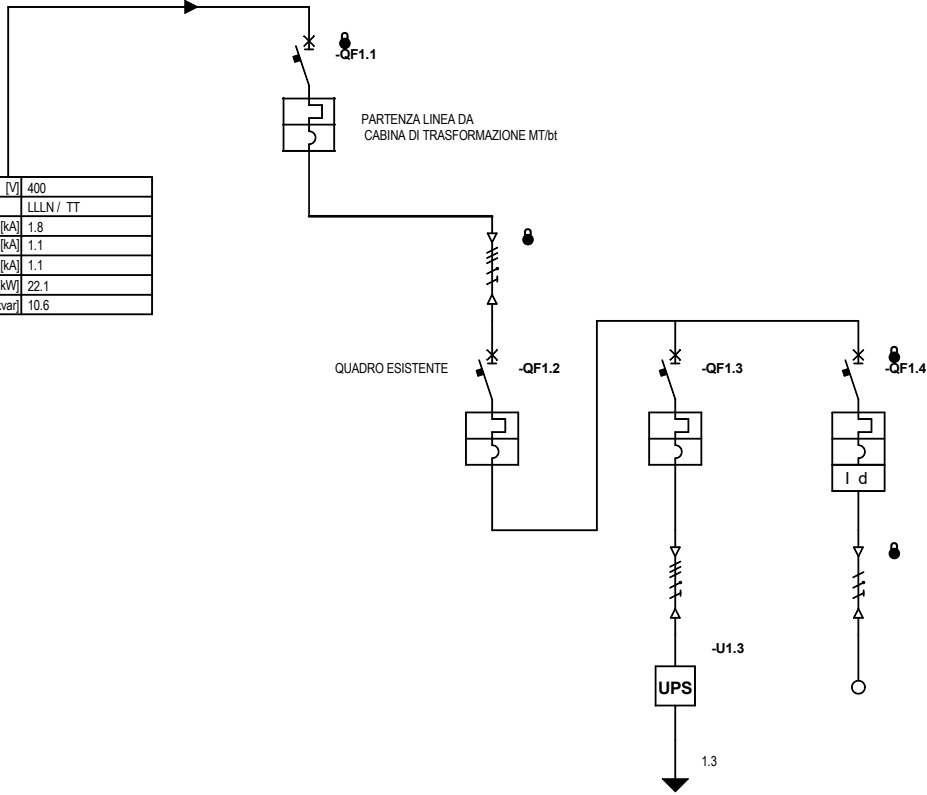 -QF1.1
PARTENZA LINEA DA
CABINA DI TRASFORMAZIONE MT/bt
[V] 400
LLLN / TT
[kA] 1.8
[kA] 1.1
[kA] 1.1
kW] 22.1
var] 10.6
QUADRO ESISTENTE
-QF1.2
-QF1.3
-QF1.4
I d
-U1.3
UPS
1.3